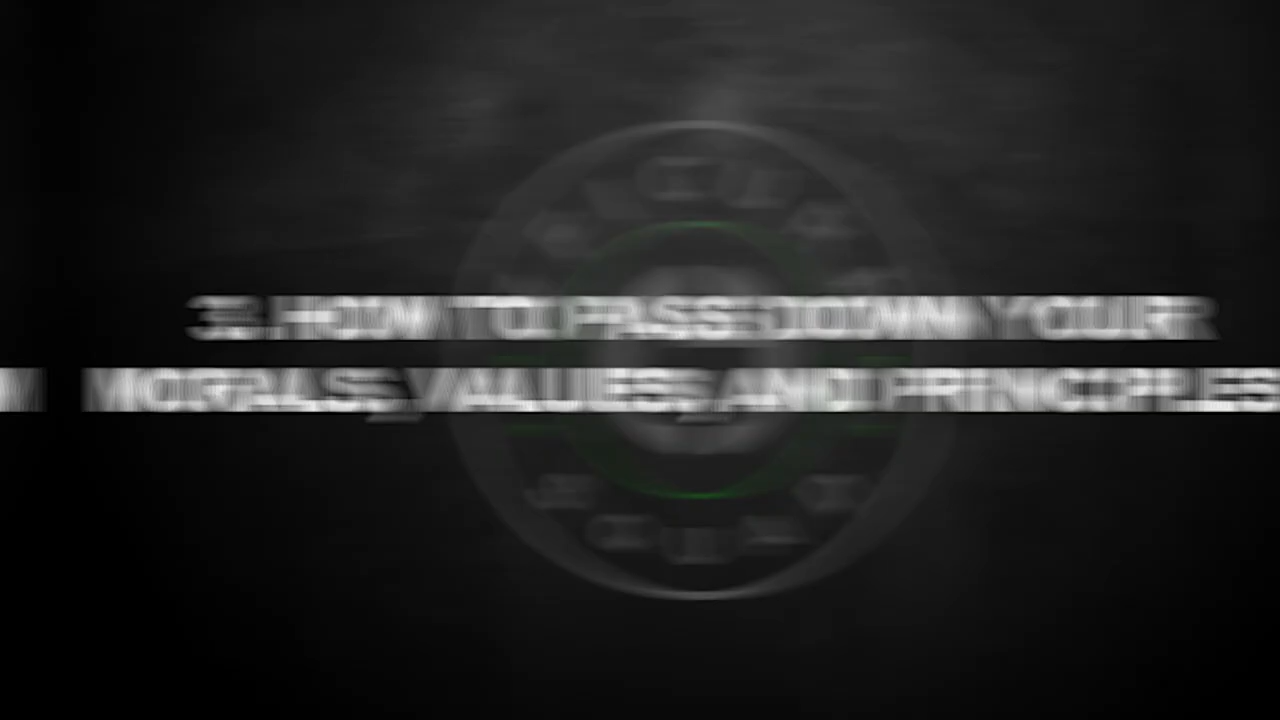 3. HOW TO PASS DOWN YOUR
MORALS, VALUES, AND PRINCIPLES